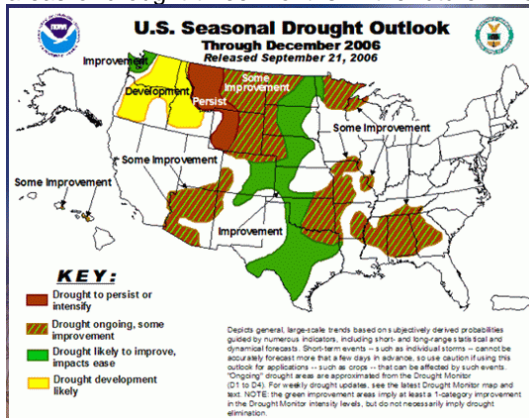 U.S. Seasonal Drought Outlook
Through December 2006
Released September 21, 2006
NOAA
Improvement
Development
Persist
Some
Improvement
Some Improvement
Some Improvement
Some Improvement
Improvement
KEY:
Drought to persist or
intensify
Drought ongoing, some
improvement
Drought likely to improve,
impacts ease
Drought development
likely
Depicts general, large-scale trends based on subjectively derived probabilities
guided by numerous indicators, including short- and long-range statistical and
dynamical forecasts. Short-term events -- such as individual storms -- cannot be
accurately forecast more that a few days in advance, so use caution if using this
outlook for applications -- such as crops -- that can be affected by such events.
"Ongoing" drought areas are approximated from the Drought Monitor
(D1 to D4). For weekly drought updates, see the latest Drought Monitor map and
text. NOTE: the green improvement areas imply at least a 1-category improvement
in the Drought Monitor intensity levels, but do not necessarily imply drought
elimination.